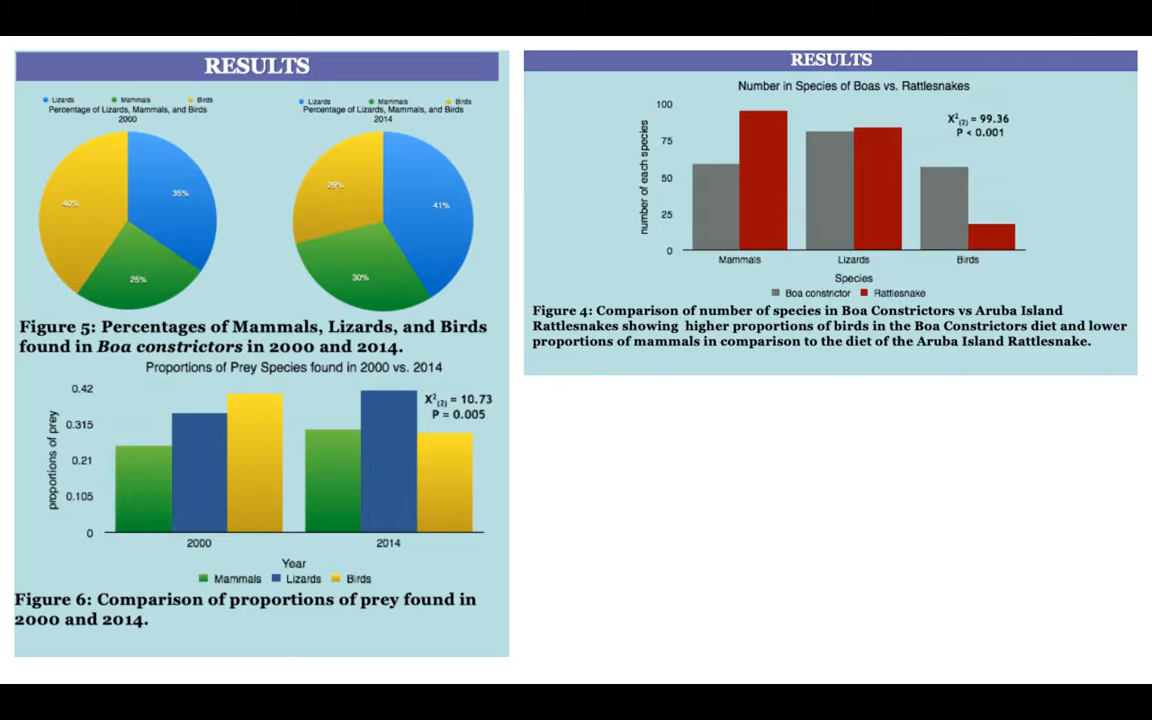 RESULTS
Lizards Mammals Birds
Percentage of Lizards, Mammals, and Birds
2000
40%
35%
25%
Lizards Mammals Birds
Percentage of Lizards, Mammals, and Birds
2014
29%
41%
30%
Figure 5: Percentages of Mammals, Lizards, and Birds
found in Boa constrictors in 2000 and 2014.
Proportions of Prey Species found in 2000 vs. 2014
proportions of prey
0.42
0.315
0.21
0.105
0
X²(2) = 10.73
P = 0.005
2000 2014
Year
Mammals Lizards Birds
Figure 6: Comparison of proportions of prey found in
2000 and 2014.
RESULTS
Number in Species of Boas vs. Rattlesnakes
number of each species
100
75
50
25
0
X²(2) = 99.36
P < 0.001
Mammals Lizards Birds
Species
Boa constrictor Rattlesnake
Figure 4: Comparison of number of species in Boa Constrictors vs Aruba Island
Rattlesnakes showing higher proportions of birds in the Boa Constrictors diet and lower
proportions of mammals in comparison to the diet of the Aruba Island Rattlesnake.